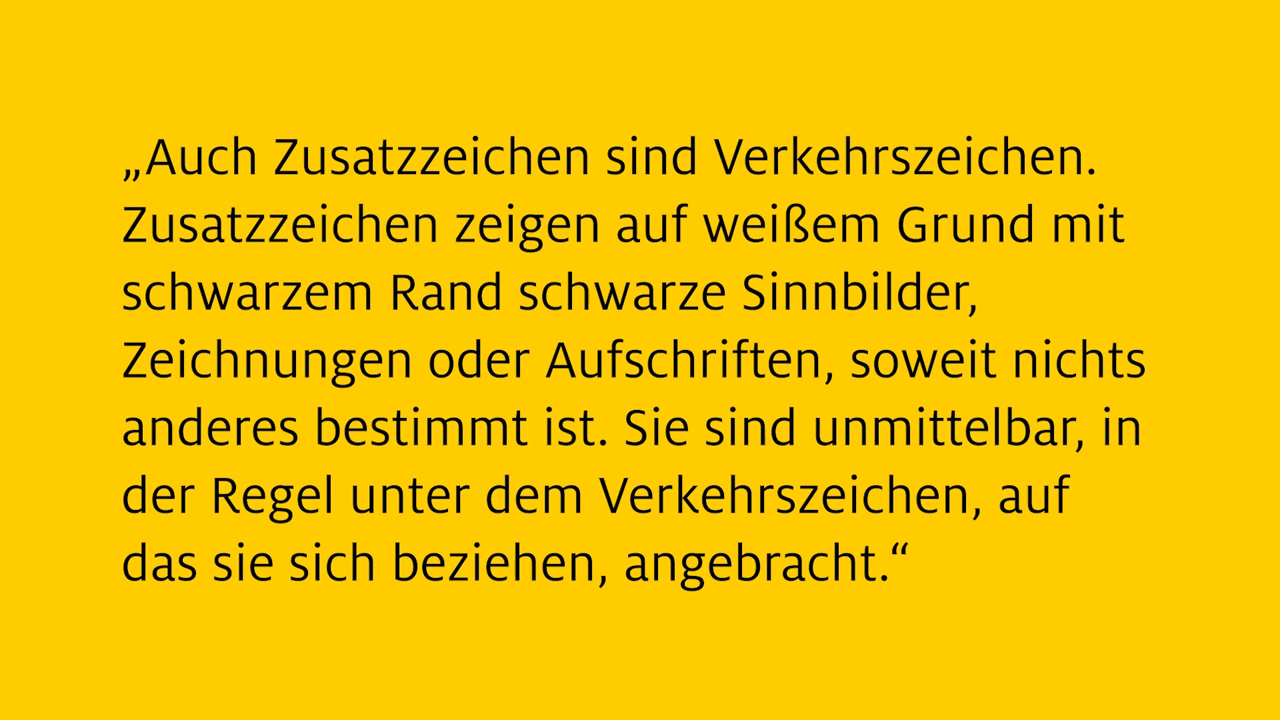 „Auch Zusatzzeichen sind Verkehrszeichen.
Zusatzzeichen zeigen auf weißem Grund mit
schwarzem Rand schwarze Sinnbilder,
Zeichnungen oder Aufschriften, soweit nichts
anderes bestimmt ist. Sie sind unmittelbar, in
der Regel unter dem Verkehrszeichen, auf
das sie sich beziehen, angebracht.“